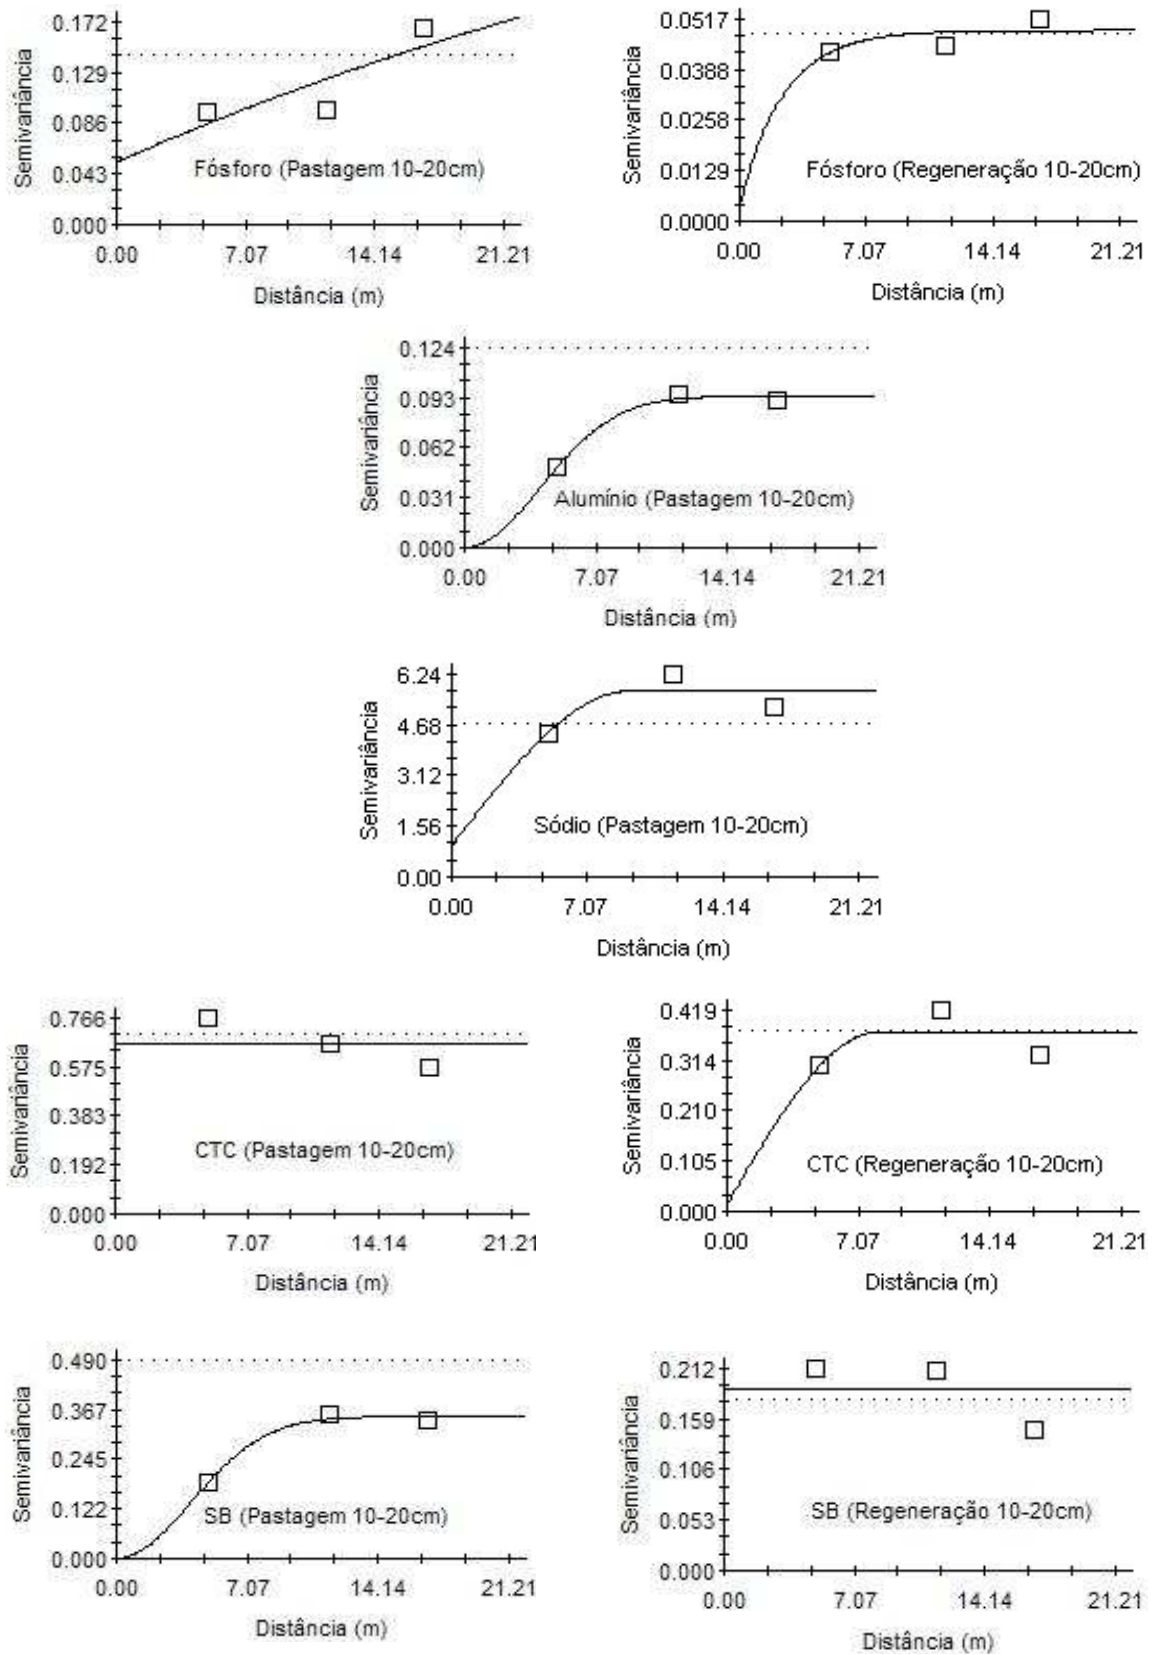 Semivariância
0.172
0.129
0.086
0.043
0.000
Fósforo (Pastagem 10-20cm)
0.00 7.07 14.14 21.21
Distância (m)
Semivariância
0.0517
0.0388
0.0258
0.0129
0.0000
Fósforo (Regeneração 10-20cm)
0.00 7.07 14.14 21.21
Distância (m)
Semivariância
0.124
0.093
0.062
0.031
0.000
Alumínio (Pastagem 10-20cm)
0.00 7.07 14.14 21.21
Distância (m)
Semivariância
6.24
4.68
3.12
1.56
0.00
Sódio (Pastagem 10-20cm)
0.00 7.07 14.14 21.21
Distância (m)
Semivariância
0.766
0.575
0.383
0.192
0.000
CTC (Pastagem 10-20cm)
0.00 7.07 14.14 21.21
Distância (m)
Semivariância
0.419
0.314
0.210
0.105
0.000
CTC (Regeneração 10-20cm)
0.00 7.07 14.14 21.21
Distância (m)
Semivariância
0.490
0.367
0.245
0.122
0.000
SB (Pastagem 10-20cm)
0.00 7.07 14.14 21.21
Distância (m)
Semivariância
0.212
0.159
0.106
0.053
0.000
SB (Regeneração 10-20cm)
0.00 7.07 14.14 21.21
Distância (m)